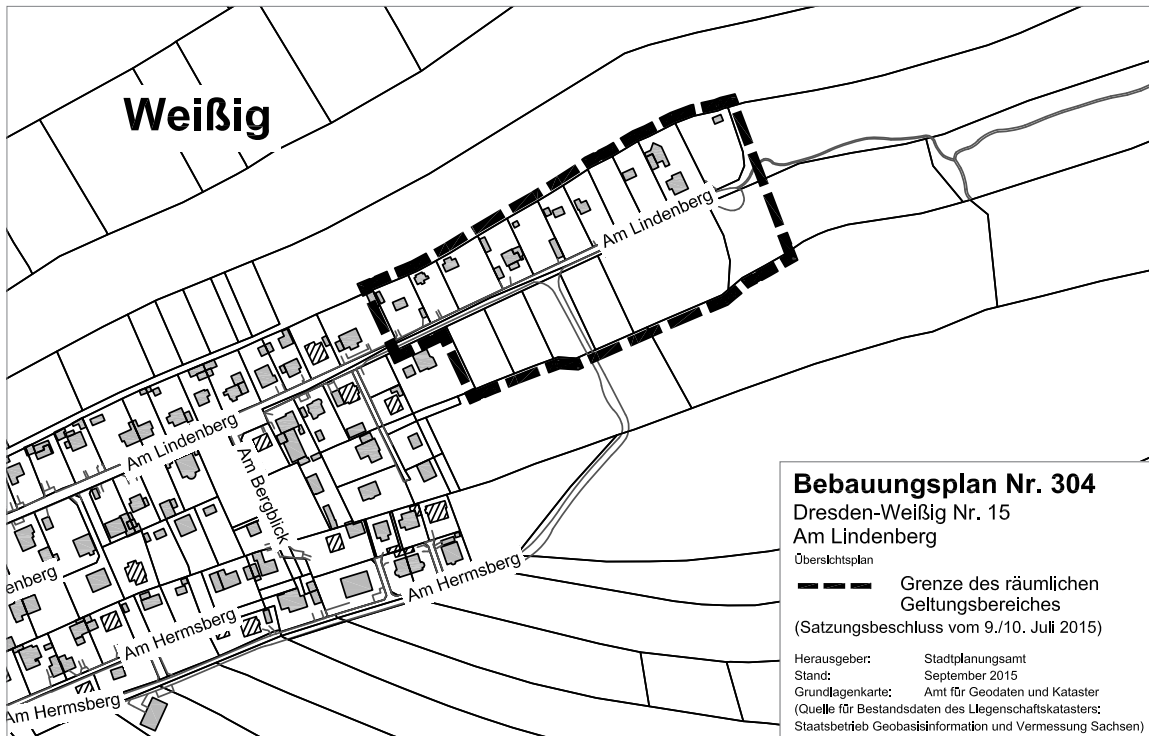 Weißig
Am Lindenberg
Am Lindenberg
Am Bergblick
enberg
Am Hermsberg
Am Hermsberg
Am Hermsberg
Bebauungsplan Nr. 304
Dresden-Weißig Nr. 15
Am Lindenberg
Übersichtsplan
Grenze des räumlichen
Geltungsbereiches
(Satzungsbeschluss vom 9./10. Juli 2015)
Herausgeber: Stadtplanungsamt
Stand: September 2015
Grundlagenkarte: Amt für Geodaten und Kataster
(Quelle für Bestandsdaten des Liegenschaftskatasters:
Staatsbetrieb Geobasisinformation und Vermessung Sachsen)